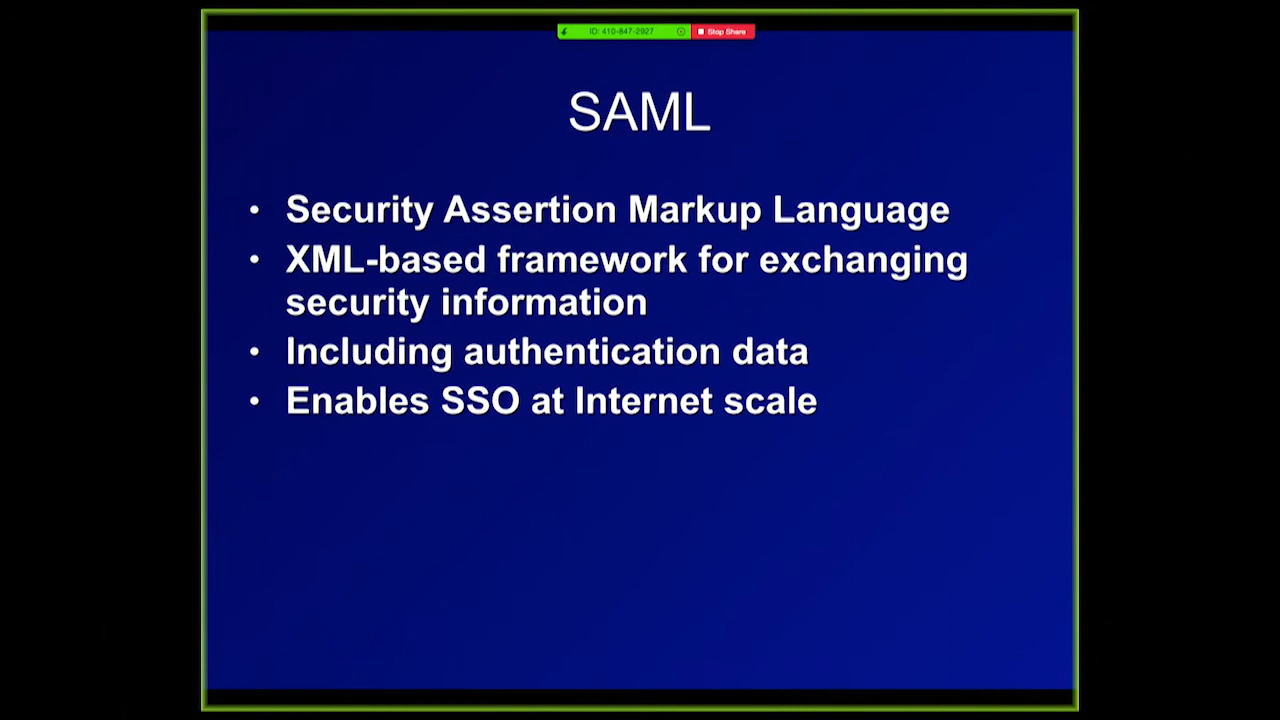 ID: 410-847-2927 Stop Share
SAML
• Security Assertion Markup Language
• XML-based framework for exchanging
security information
• Including authentication data
• Enables SSO at Internet scale